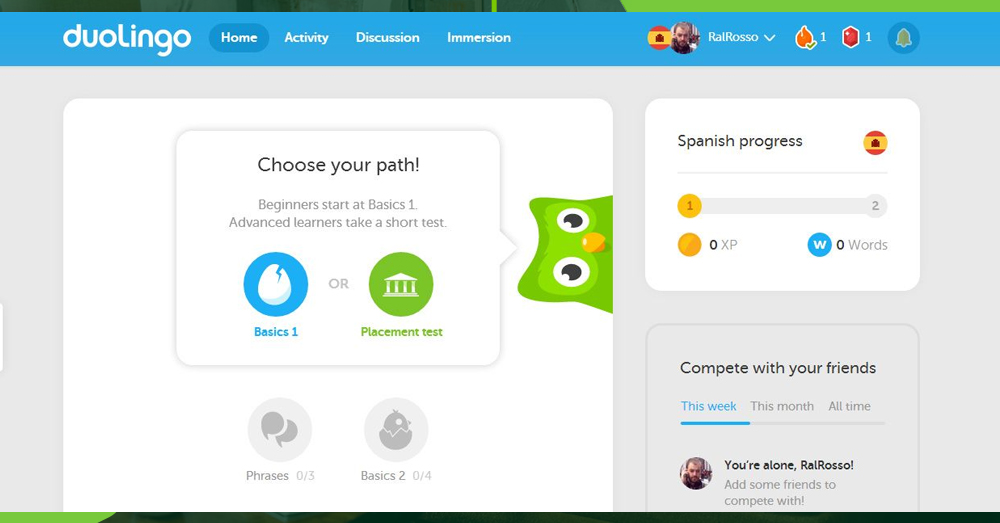 duolingo
Home
Activity
Discussion
Immersion
RalRosso
1
1
Choose your path!
Beginners start at Basics 1.
Advanced learners take a short test.
OR
Basics 1
Placement test
Phrases 0/3
Basics 2 0/4
Spanish progress
1
2
0 XP
W 0 Words
Compete with your friends
This week
This month
All time
You're alone, RalRosso!
Add some friends to
compete with!